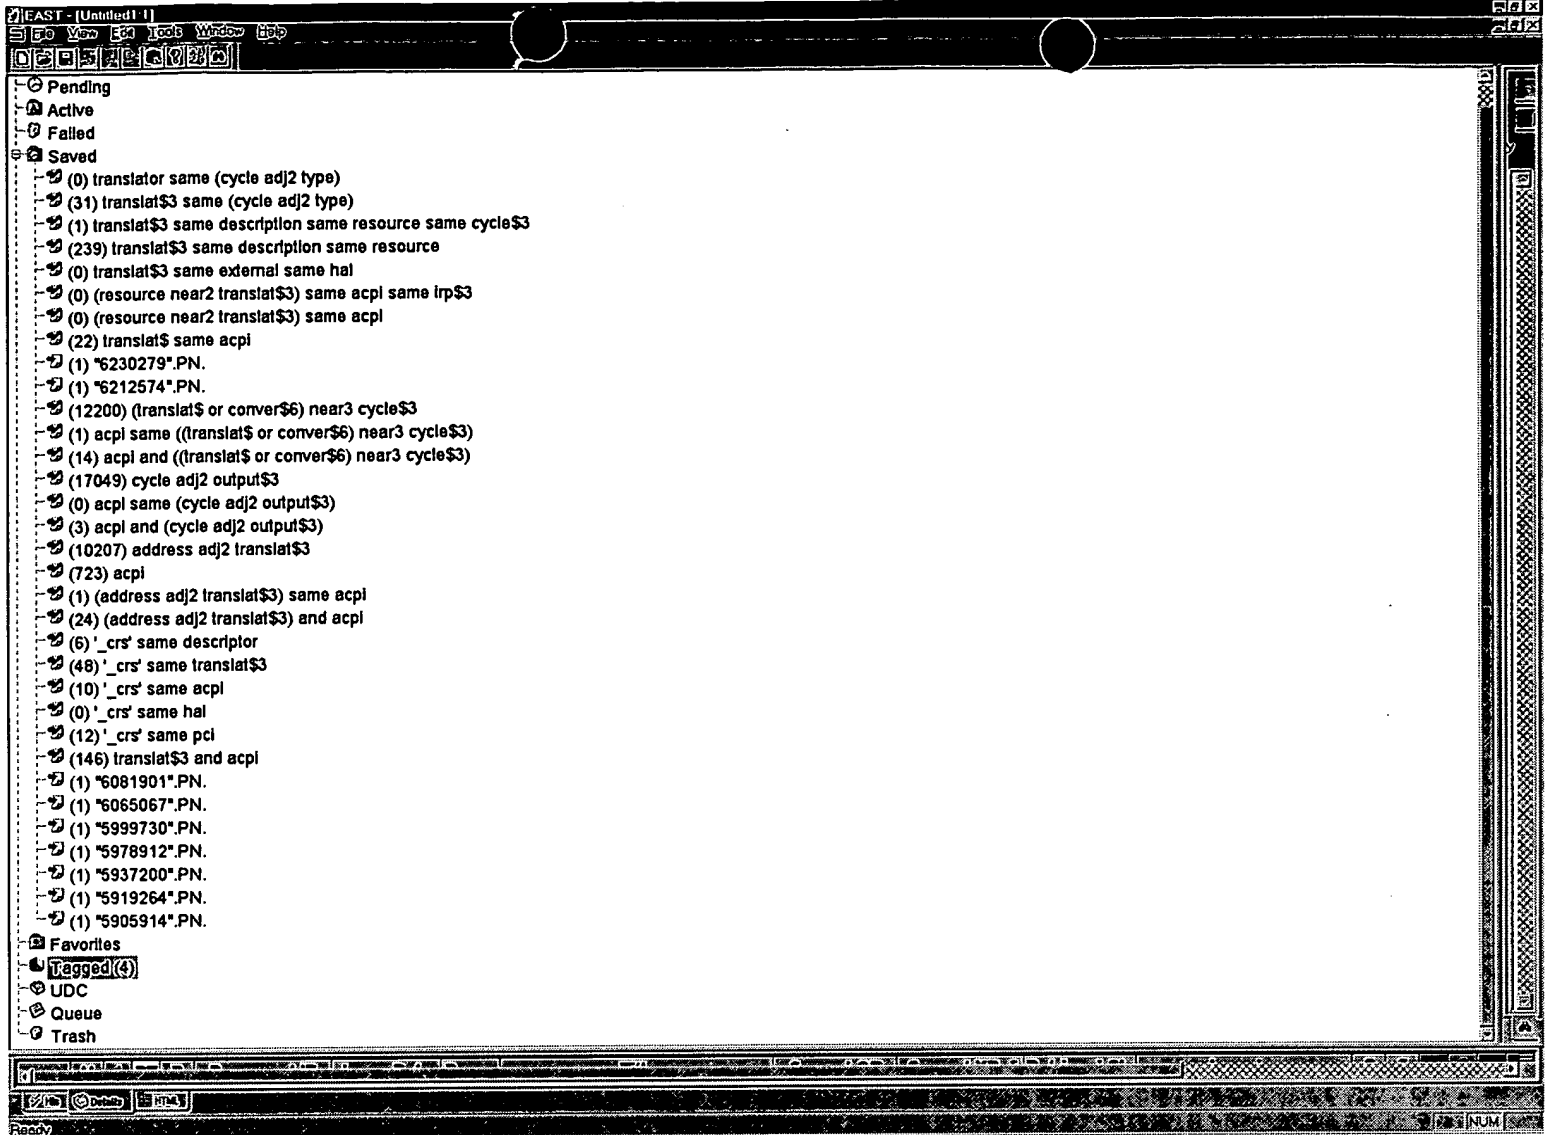 EAST - [Untitled1:1]
File View Edit Tools Window Help
Pending
Active
Failed
Saved
(0) translator same (cycle adj2 type)
(31) translat$3 same (cycle adj2 type)
(1) translat$3 same description same resource same cycle$3
(239) translat$3 same description same resource
(0) translat$3 same external same hal
(0) (resource near2 translat$3) same acpi same irp$3
(0) (resource near2 translat$3) same acpi
(22) translat$ same acpi
(1) "6230279".PN.
(1) "6212574".PN.
(12200) (translat$ or conver$6) near3 cycle$3
(1) acpi same ((translat$ or conver$6) near3 cycle$3)
(14) acpi and ((translat$ or conver$6) near3 cycle$3)
(17049) cycle adj2 output$3
(0) acpi same (cycle adj2 output$3)
(3) acpi and (cycle adj2 output$3)
(10207) address adj2 translat$3
(723) acpi
(1) (address adj2 translat$3) same acpi
(24) (address adj2 translat$3) and acpi
(6) '_crs' same descriptor
(48) '_crs' same translat$3
(10) '_crs' same acpi
(0) '_crs' same hal
(12) '_crs' same pci
(146) translat$3 and acpi
(1) "6081901".PN.
(1) "6065067".PN.
(1) "5999730".PN.
(1) "5978912".PN.
(1) "5937200".PN.
(1) "5919264".PN.
(1) "5905914".PN.
Favorites
Tagged (4)
UDC
Queue
Trash
Hits Details HTML
Ready NUM